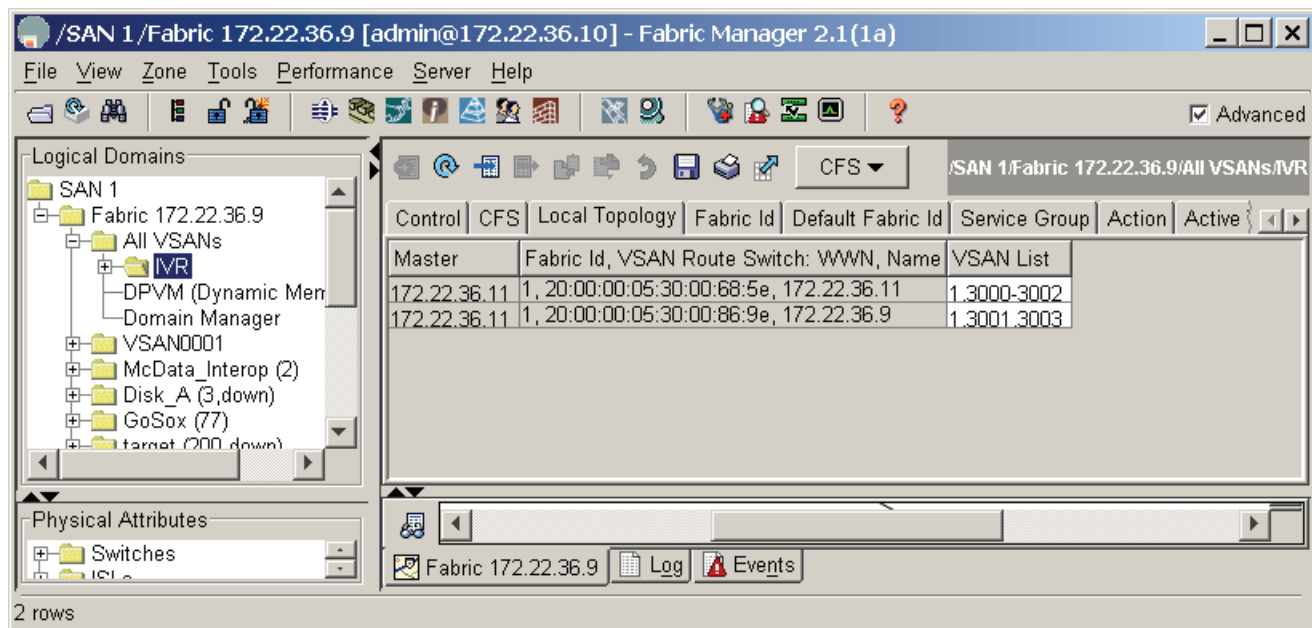 /SAN 1/Fabric 172.22.36.9 [admin@172.22.36.10] - Fabric Manager 2.1(1a)
File View Zone Tools Performance Server Help
Advanced
Logical Domains
SAN 1
Fabric 172.22.36.9
All VSANs
IVR
DPVM (Dynamic Mem
Domain Manager
VSAN0001
McData_Interop (2)
Disk_A (3,down)
GoSox (77)
target (200,down)
Physical Attributes
Switches
ISLs
CFS
/SAN 1/Fabric 172.22.36.9/All VSANs/IVR
Control CFS Local Topology Fabric Id Default Fabric Id Service Group Action Active
Master Fabric Id, VSAN Route Switch: WWN, Name VSAN List
172.22.36.11 1, 20:00:00:05:30:00:68:5e, 172.22.36.11 1,3000-3002
172.22.36.11 1, 20:00:00:05:30:00:86:9e, 172.22.36.9 1,3001,3003
Fabric 172.22.36.9 Log Events
2 rows